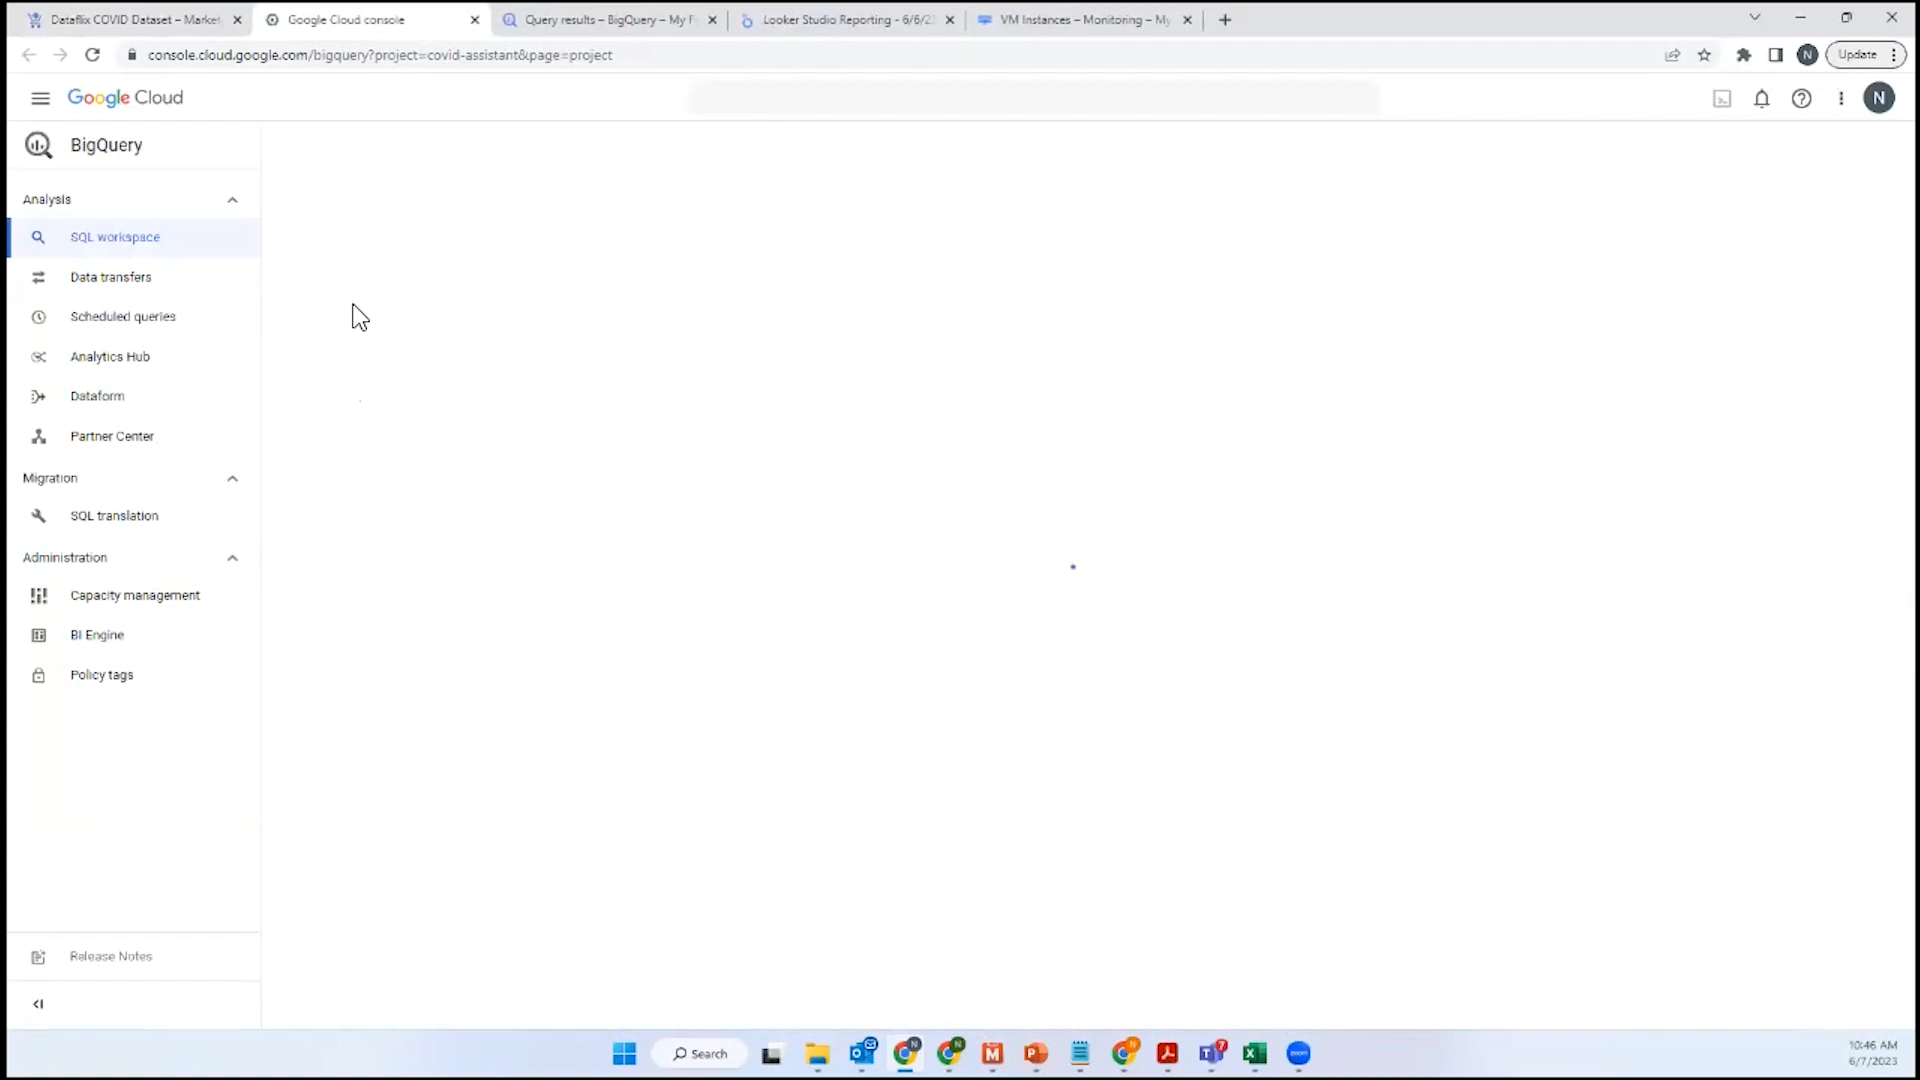 Dataflix COVID Dataset – Market
Google Cloud console
Query results – BigQuery – My F
Looker Studio Reporting - 6/6/2
VM Instances – Monitoring – My
console.cloud.google.com/bigquery?project=covid-assistant&page=project
N
Update
Google Cloud
N
BigQuery
Analysis
SQL workspace
Data transfers
Scheduled queries
Analytics Hub
Dataform
Partner Center
Migration
SQL translation
Administration
Capacity management
BI Engine
Policy tags
Release Notes
Search
10:46 AM
6/7/2023